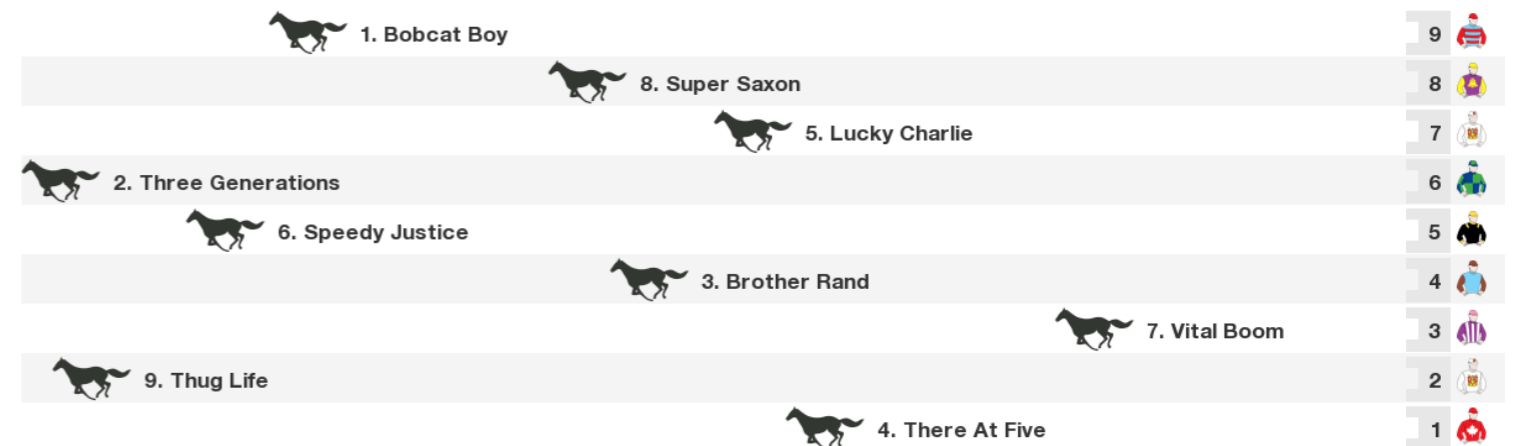 1. Bobcat Boy 9
8. Super Saxon 8
5. Lucky Charlie 7
2. Three Generations 6
6. Speedy Justice 5
3. Brother Rand 4
7. Vital Boom 3
9. Thug Life 2
4. There At Five 1